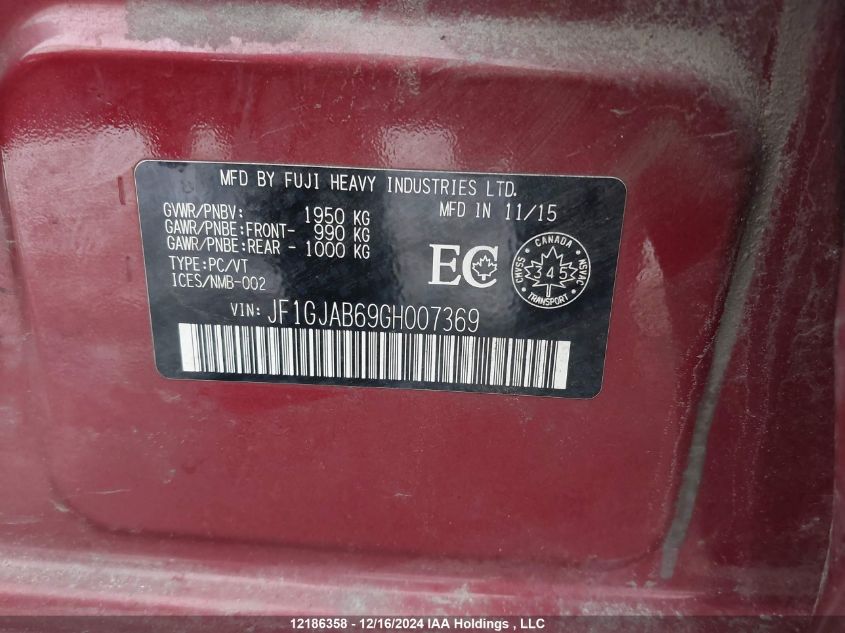 MFD BY FUJI HEAVY INDUSTRIES LTD.
GVWR/PNBV: 1950 KG MFD IN 11/15
GAWR/PNBE:FRONT- 990 KG
GAWR/PNBE:REAR - 1000 KG
TYPE:PC/VT
ICES/NMB-002
EC
CANADA
CMVSS 345 NSVAC
TRANSPORT
VIN: JF1GJAB69GH007369
12186358 - 12/16/2024 IAA Holdings , LLC